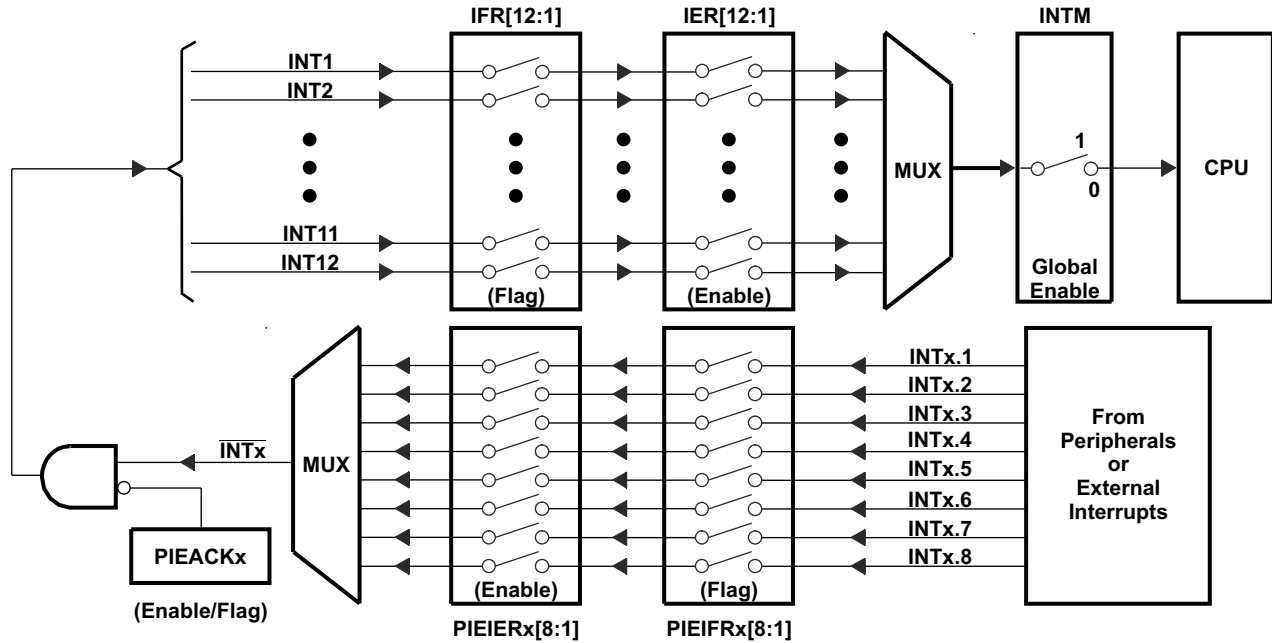 IFR[12:1] IER[12:1] INTM
INT1
INT2
1
MUX
CPU
0
INT11
INT12
Global
Enable
(Flag) (Enable)
INTx.1
INTx.2
INTx.3
INTx.4
INTx.5
INTx.6
INTx.7
INTx.8
From
Peripherals
or
External
Interrupts
INTx
MUX
PIEACKx
(Enable/Flag)
(Enable) (Flag)
PIEIERx[8:1] PIEIFRx[8:1]